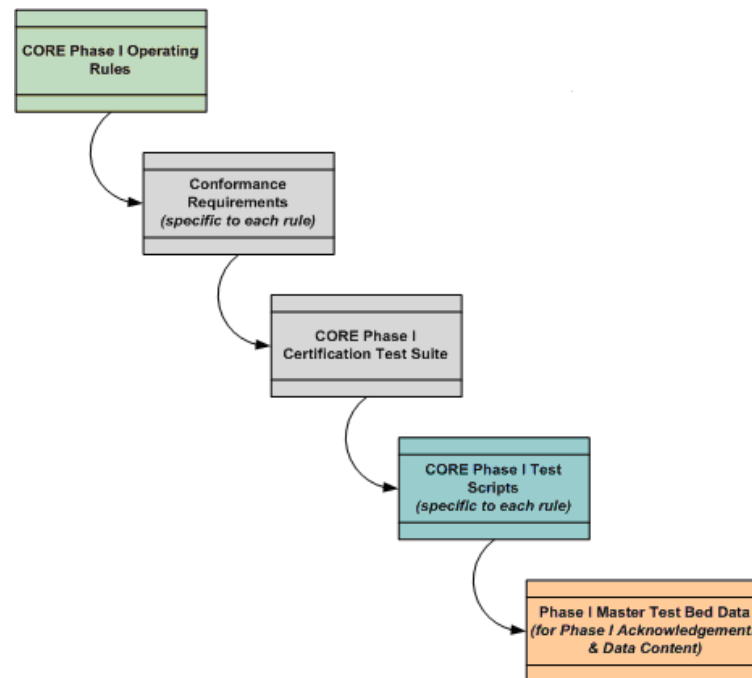 CORE Phase I Operating
Rules
Conformance
Requirements
(specific to each rule)
CORE Phase I
Certification Test Suite
CORE Phase I Test
Scripts
(specific to each rule)
Phase I Master Test Bed Data
(for Phase I Acknowledgement
& Data Content)